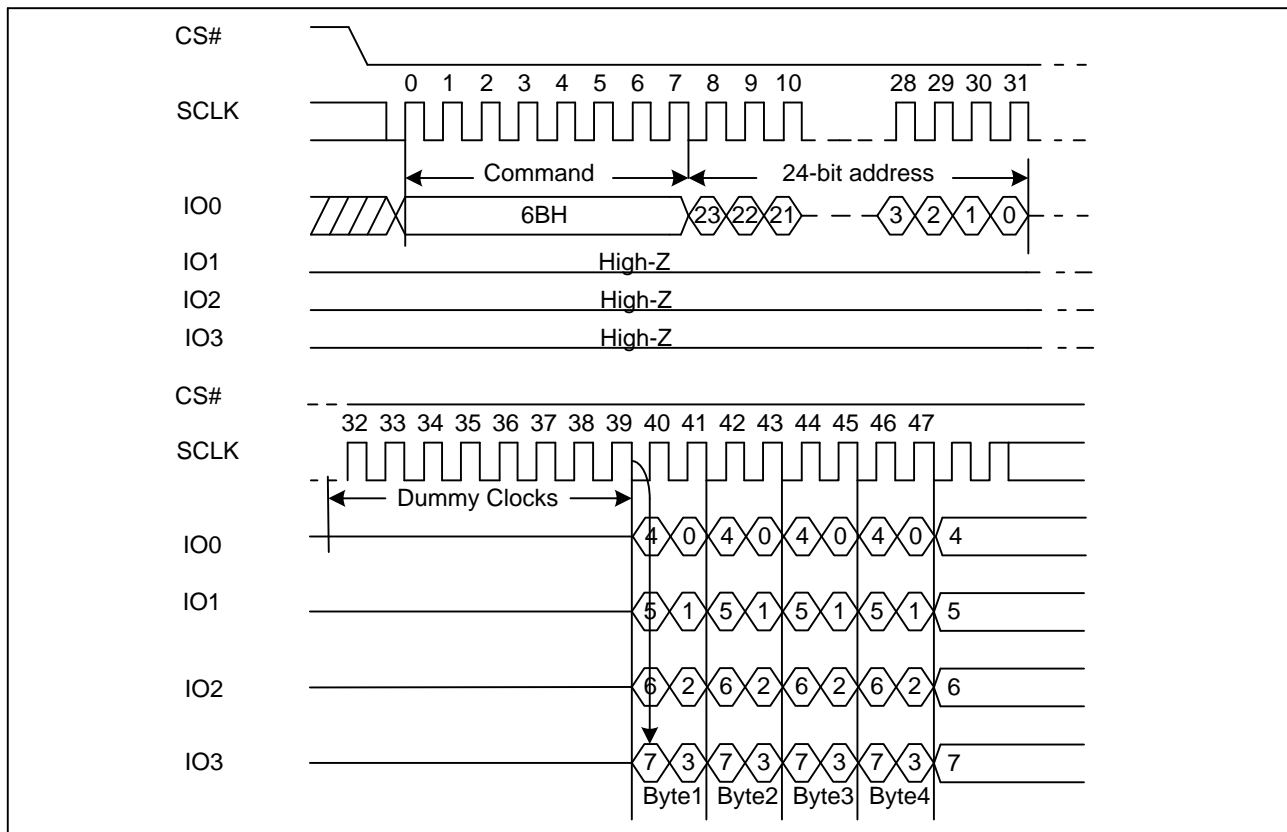 CS#
0 1 2 3 4 5 6 7 8 9 10 28 29 30 31
SCLK
Command 24-bit address
IO0 6BH 23 22 21 3 2 1 0
IO1 High-Z
IO2 High-Z
IO3 High-Z
CS#
32 33 34 35 36 37 38 39 40 41 42 43 44 45 46 47
SCLK
Dummy Clocks
IO0 4 0 4 0 4 0 4 0 4
IO1 5 1 5 1 5 1 5 1 5
IO2 6 2 6 2 6 2 6 2 6
IO3 7 3 7 3 7 3 7 3 7
Byte1 Byte2 Byte3 Byte4